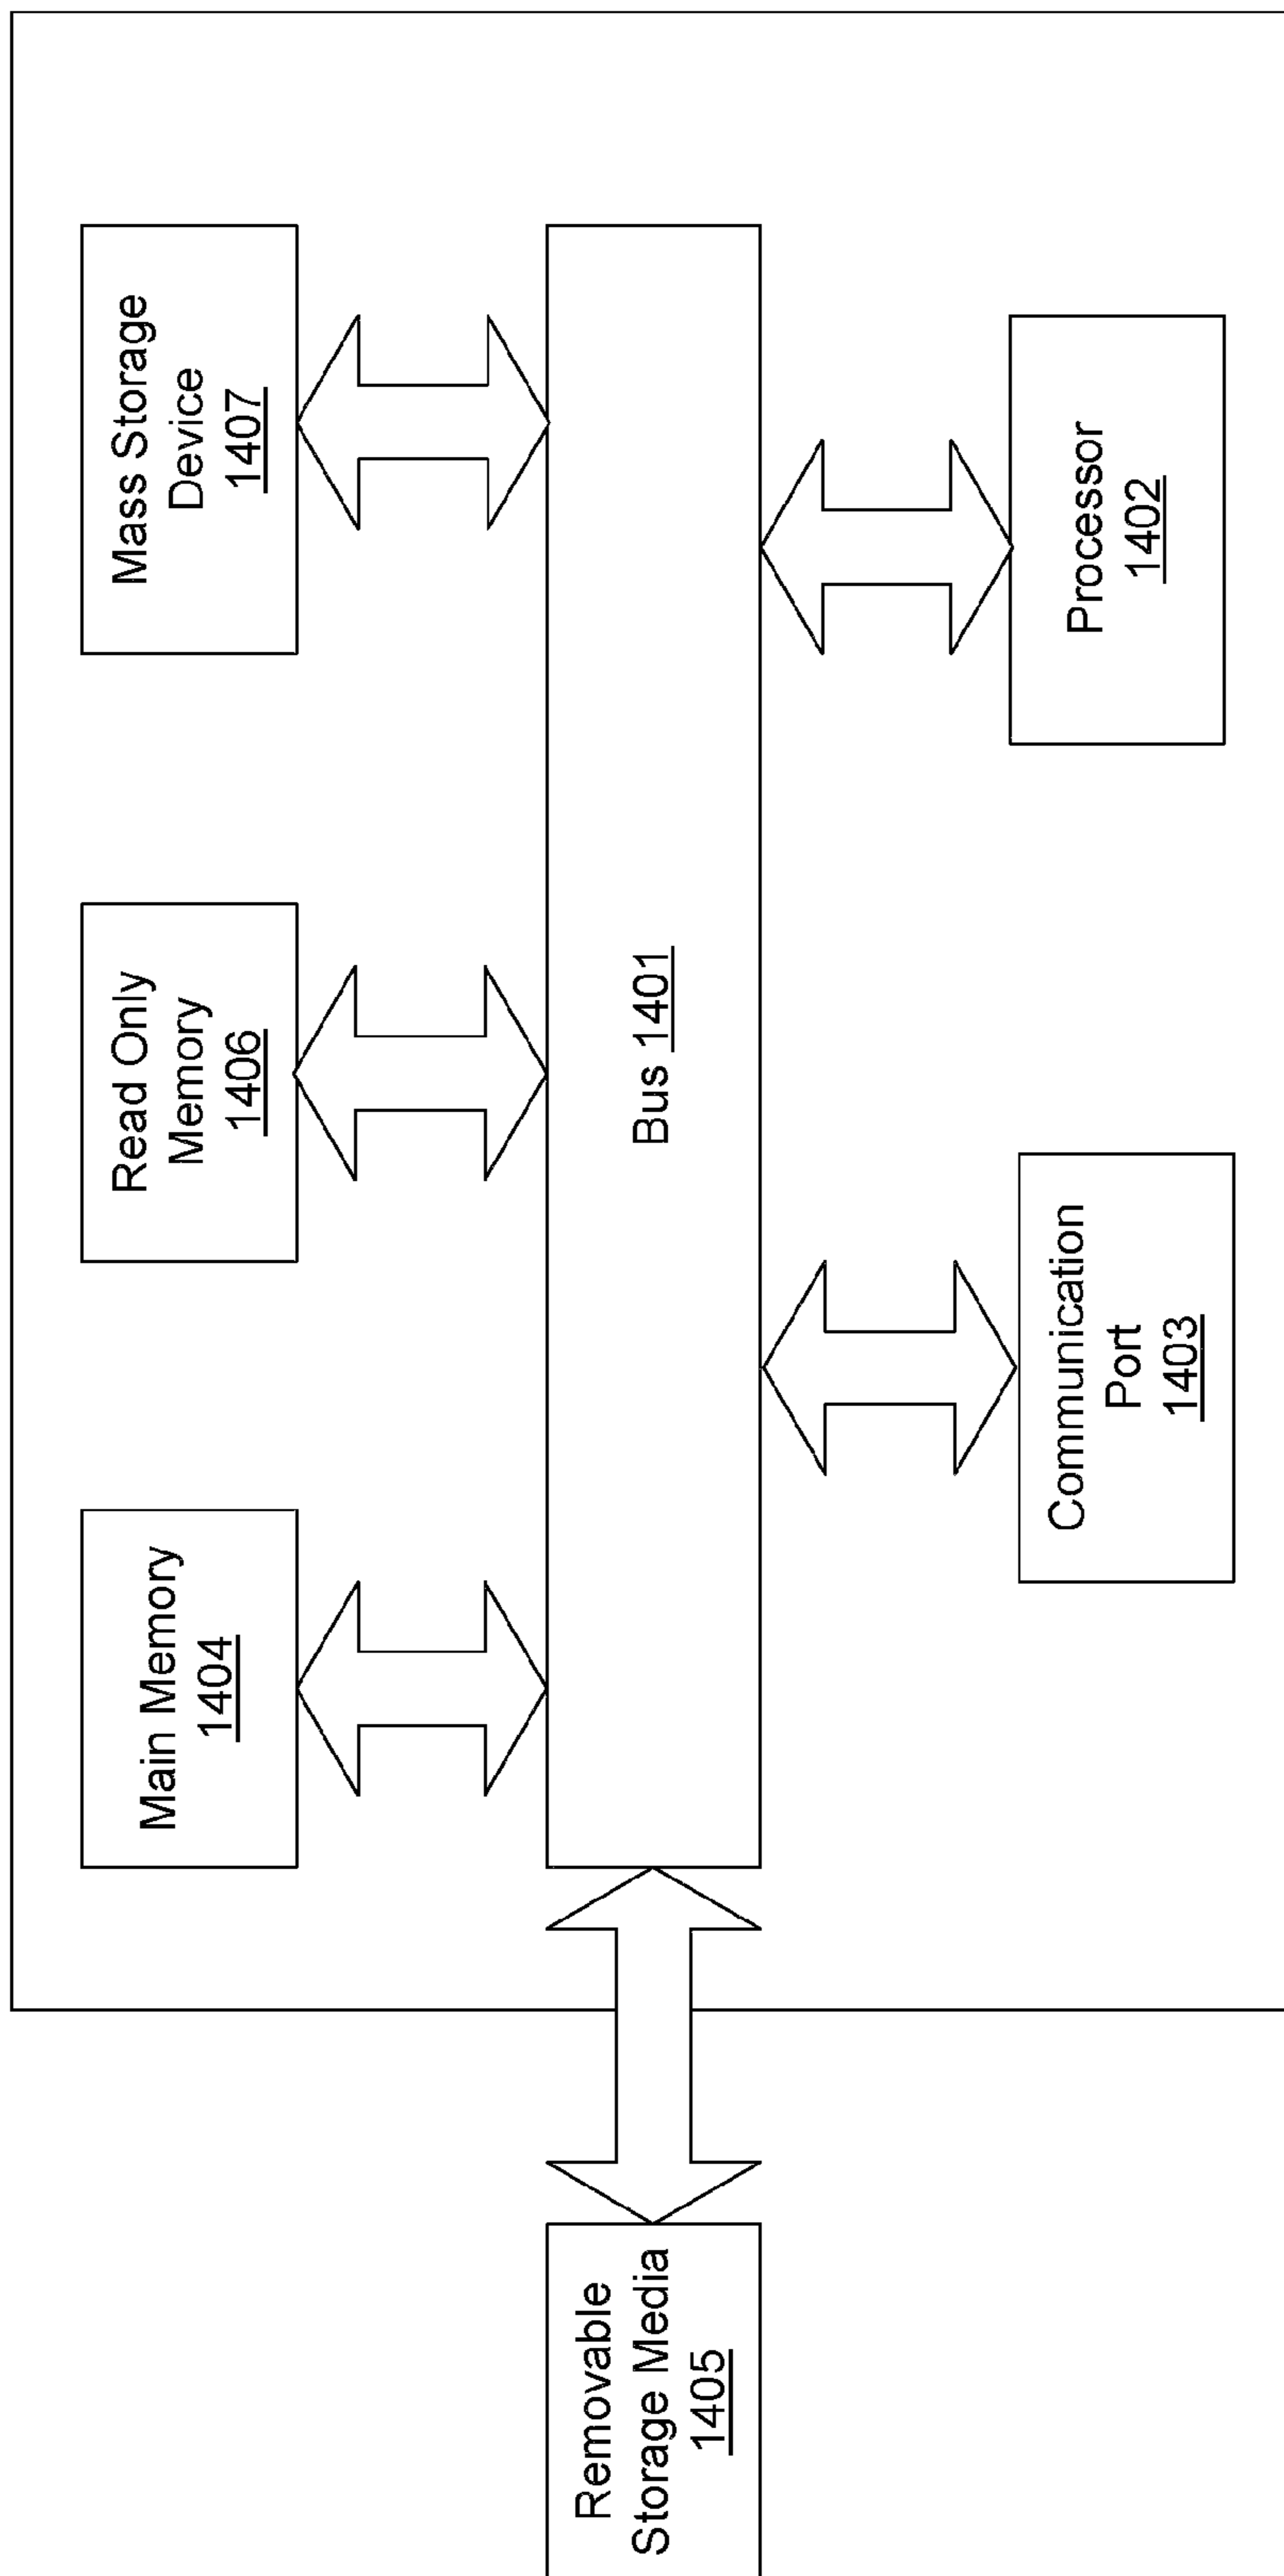 Main Memory
1404
Read Only
Memory
1406
Mass Storage
Device
1407
Removable
Storage Media
1405
Bus 1401
Communication
Port
1403
Processor
1402